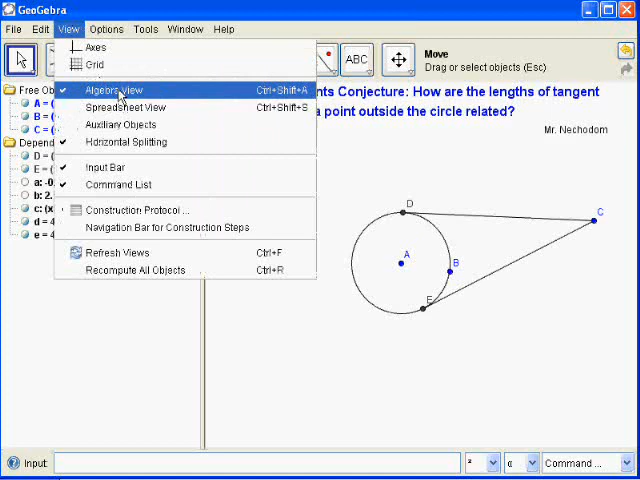 GeoGebra
File Edit View Options Tools Window Help
ABC
Move
Drag or select objects (Esc)
Axes
Grid
Algebra View Ctrl+Shift+A
Spreadsheet View Ctrl+Shift+S
Auxiliary Objects
Horizontal Splitting
Input Bar
Command List
Construction Protocol ...
Navigation Bar for Construction Steps
Refresh Views Ctrl+F
Recompute All Objects Ctrl+R
Free Ob
A = (
B = (
C = (
Depend
D =
E =
a: -0
b: 2.
c: (x
d = 4
e = 4
nts Conjecture: How are the lengths of tangent
a point outside the circle related?
Mr. Nechodom
D
C
A
B
E
Input:
²
α
Command ...